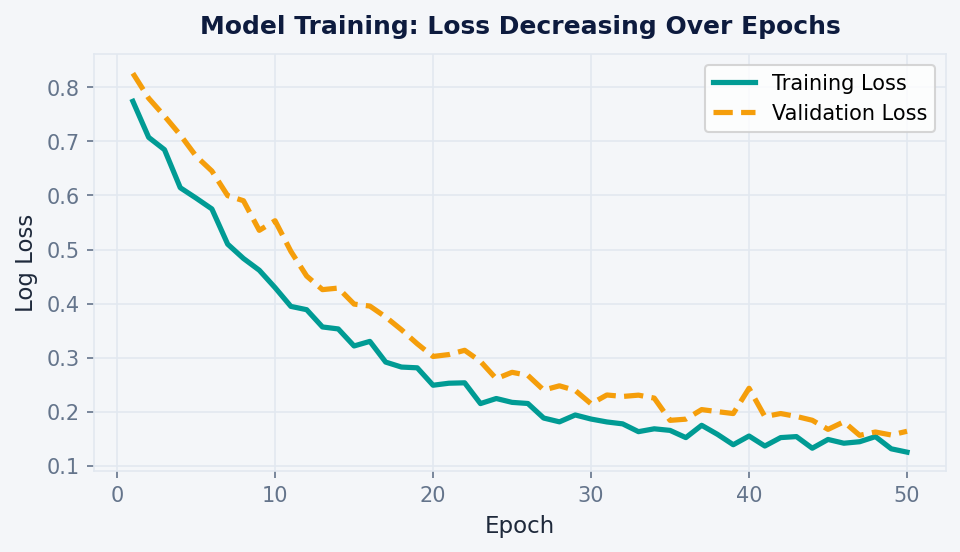 Model Training: Loss Decreasing Over Epochs
Training Loss
Validation Loss
Log Loss
0.8
0.7
0.6
0.5
0.4
0.3
0.2
0.1
0 10 20 30 40 50
Epoch